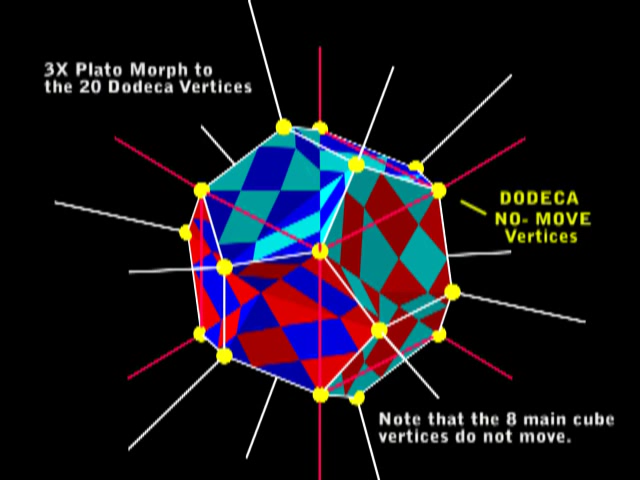 3X Plato Morph to
the 20 Dodeca Vertices
DODECA
NO- MOVE
Vertices
Note that the 8 main cube
vertices do not move.